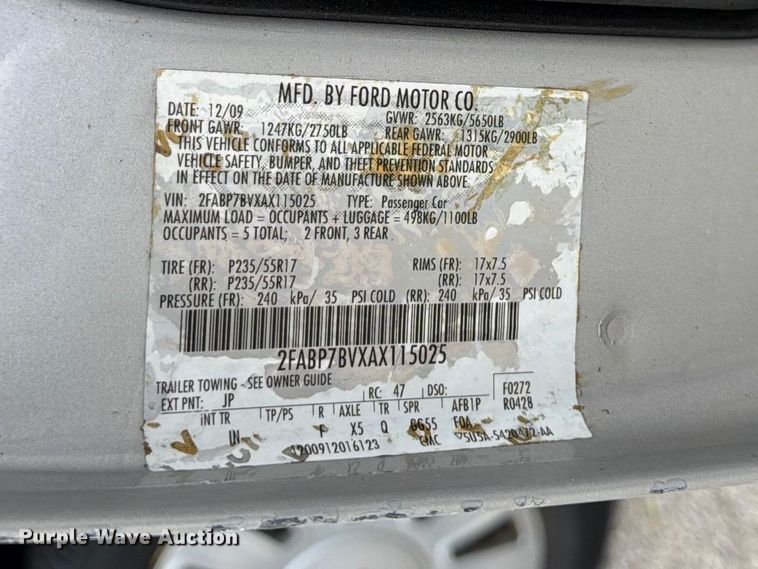 MFD. BY FORD MOTOR CO.
DATE: 12/09 GVWR: 2563KG/5650LB
FRONT GAWR: 1247KG/2750LB REAR GAWR: 1315KG/2900LB
THIS VEHICLE CONFORMS TO ALL APPLICABLE FEDERAL MOTOR
VEHICLE SAFETY, BUMPER, AND THEFT PREVENTION STANDARDS
IN EFFECT ON THE DATE OF MANUFACTURE SHOWN ABOVE.
VIN: 2FABP7BVXAX115025 TYPE: Passenger Car
MAXIMUM LOAD = OCCUPANTS + LUGGAGE = 498KG/1100LB
OCCUPANTS = 5 TOTAL; 2 FRONT, 3 REAR
TIRE (FR): P235/55R17 RIMS (FR): 17x7.5
(RR): P235/55R17 (RR): 17x7.5
PRESSURE (FR): 240 kPa/ 35 PSI COLD (RR): 240 kPa/ 35 PSI COLD
2FABP7BVXAX115025
TRAILER TOWING - SEE OWNER GUIDE
EXT PNT: JP RC: 47 DSO: F0272
INT TR TP/PS R AXLE TR SPR AFB1P R0428
IN X5 Q GG55
1200912016123
Purple Wave Auction